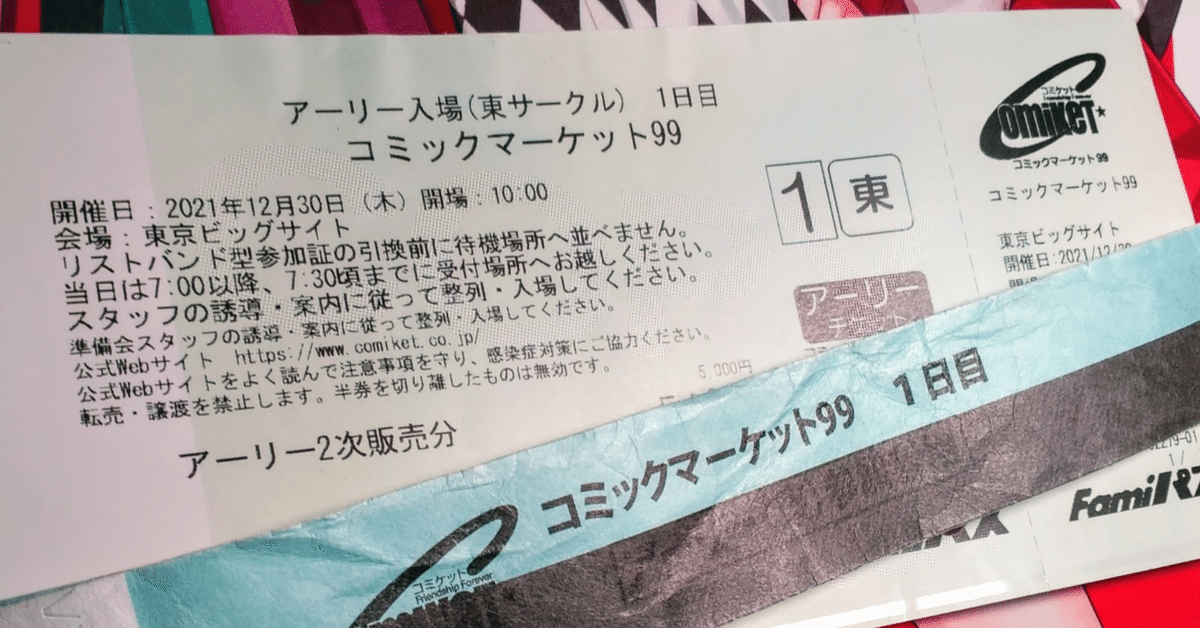 アーリー入場(東サークル) 1日目
コミックマーケット99
開催日：2021年12月30日（木）開場：10:00
会場：東京ビッグサイト
リストバンド型参加証の引換前に待機場所へ並べません。
当日は7:00以降、7:30頃までに受付場所へお越しください。
スタッフの誘導・案内に従って整列・入場してください。
準備会スタッフの誘導・案内に従って整列・入場してください。
公式Webサイト https://www.comiket.co.jp/
公式Webサイトをよく読んで注意事項を守り、感染症対策にご協力ください。
転売・譲渡を禁止します。半券を切り離したものは無効です。
5,000円
アーリー2次販売分
1 東
アーリー
チケット
コミケット
comiket
コミックマーケット99
コミックマーケット99
東京ビッグサイト
開催日:2021/12/
コミックマーケット99 1日目
コミケット
Friendship Forever
Famil